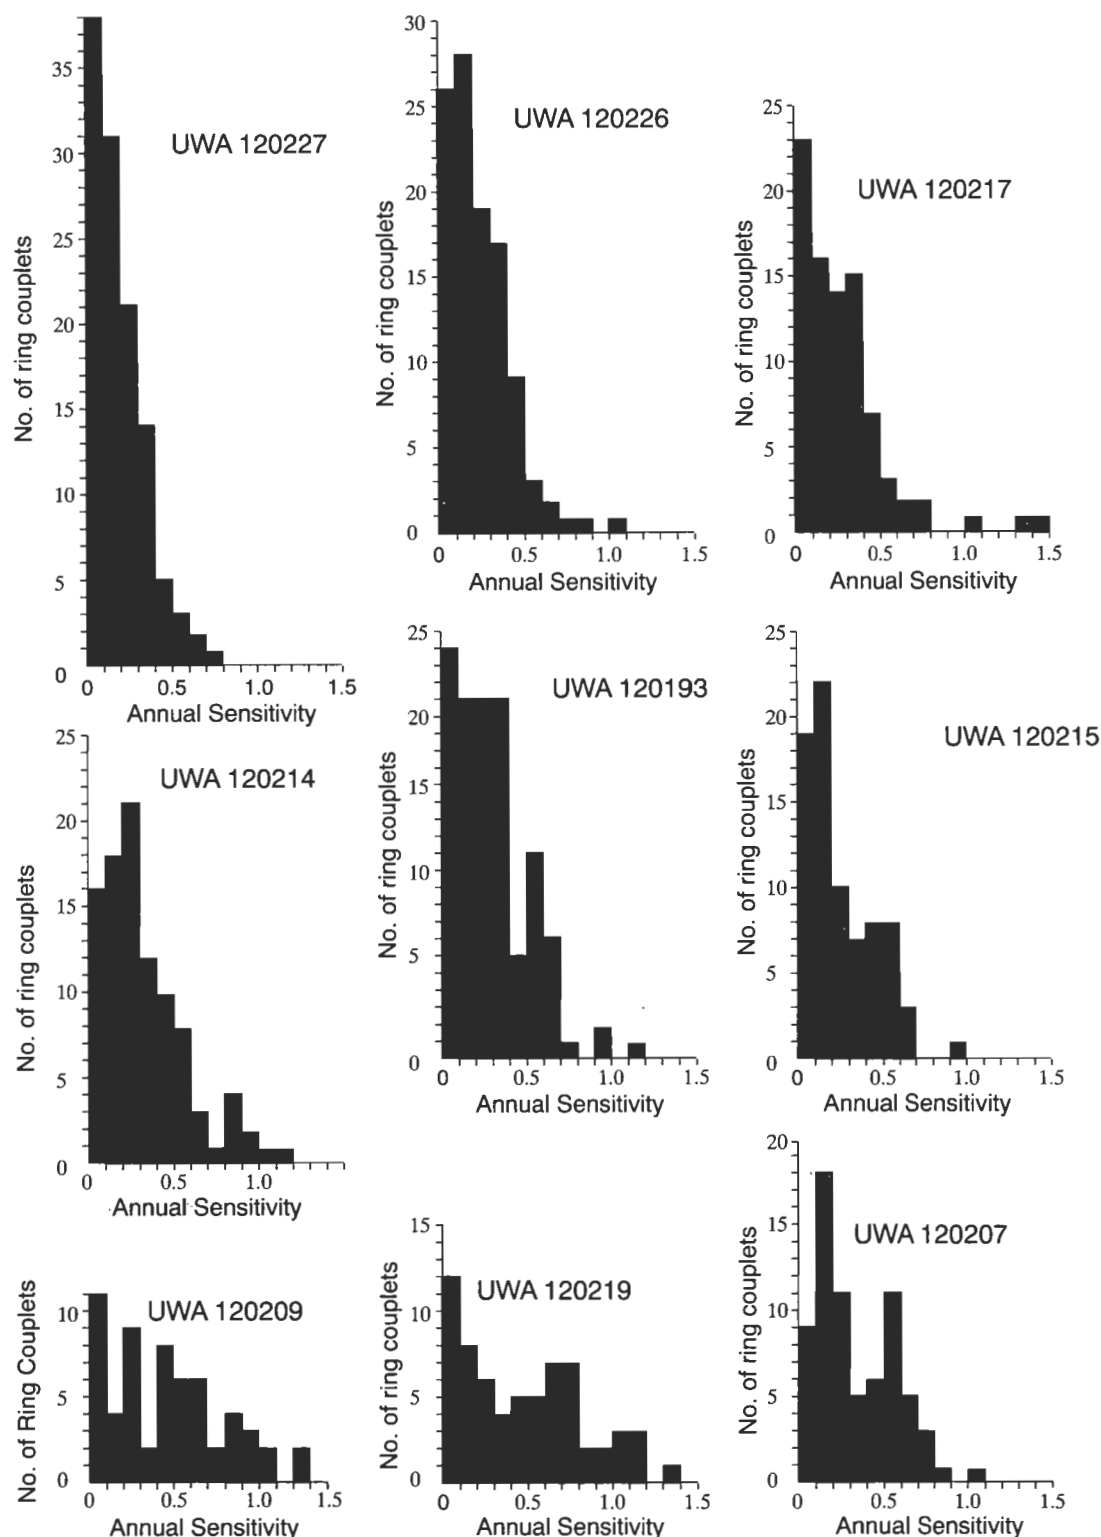 35
30
25
20
15
10
5
0
No. of ring couplets
UWA 120227
0 0.5 1.0 1.5
Annual Sensitivity
30
25
20
15
10
5
0
No. of ring couplets
UWA 120226
0 0.5 1.0 1.5
Annual Sensitivity
25
20
15
10
5
0
No. of ring couplets
UWA 120217
0 0.5 1.0 1.5
Annual Sensitivity
25
20
15
10
5
0
No. of ring couplets
UWA 120214
0 0.5 1.0
Annual Sensitivity
25
20
15
10
5
0
No. of ring couplets
UWA 120193
0 0.5 1.0 1.5
Annual Sensitivity
25
20
15
10
5
0
No. of ring couplets
UWA 120215
0 0.5 1.0 1.5
Annual Sensitivity
10
5
0
No. of Ring Couplets
UWA 120209
0 0.5 1.0 1.5
Annual Sensitivity
15
10
5
0
No. of ring couplets
UWA 120219
0 0.5 1.0 1.5
Annual Sensitivity
20
15
10
5
0
No. of ring couplets
UWA 120207
0 0.5 1.0 1.5
Annual Sensitivity